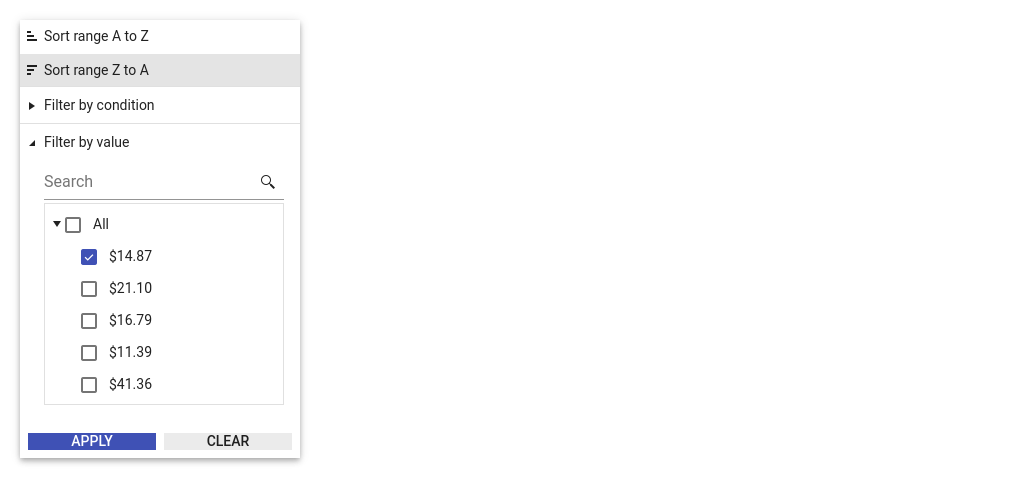 Sort range A to Z
Sort range Z to A
Filter by condition
Filter by value
Search
All
$14.87
$21.10
$16.79
$11.39
$41.36
APPLY CLEAR